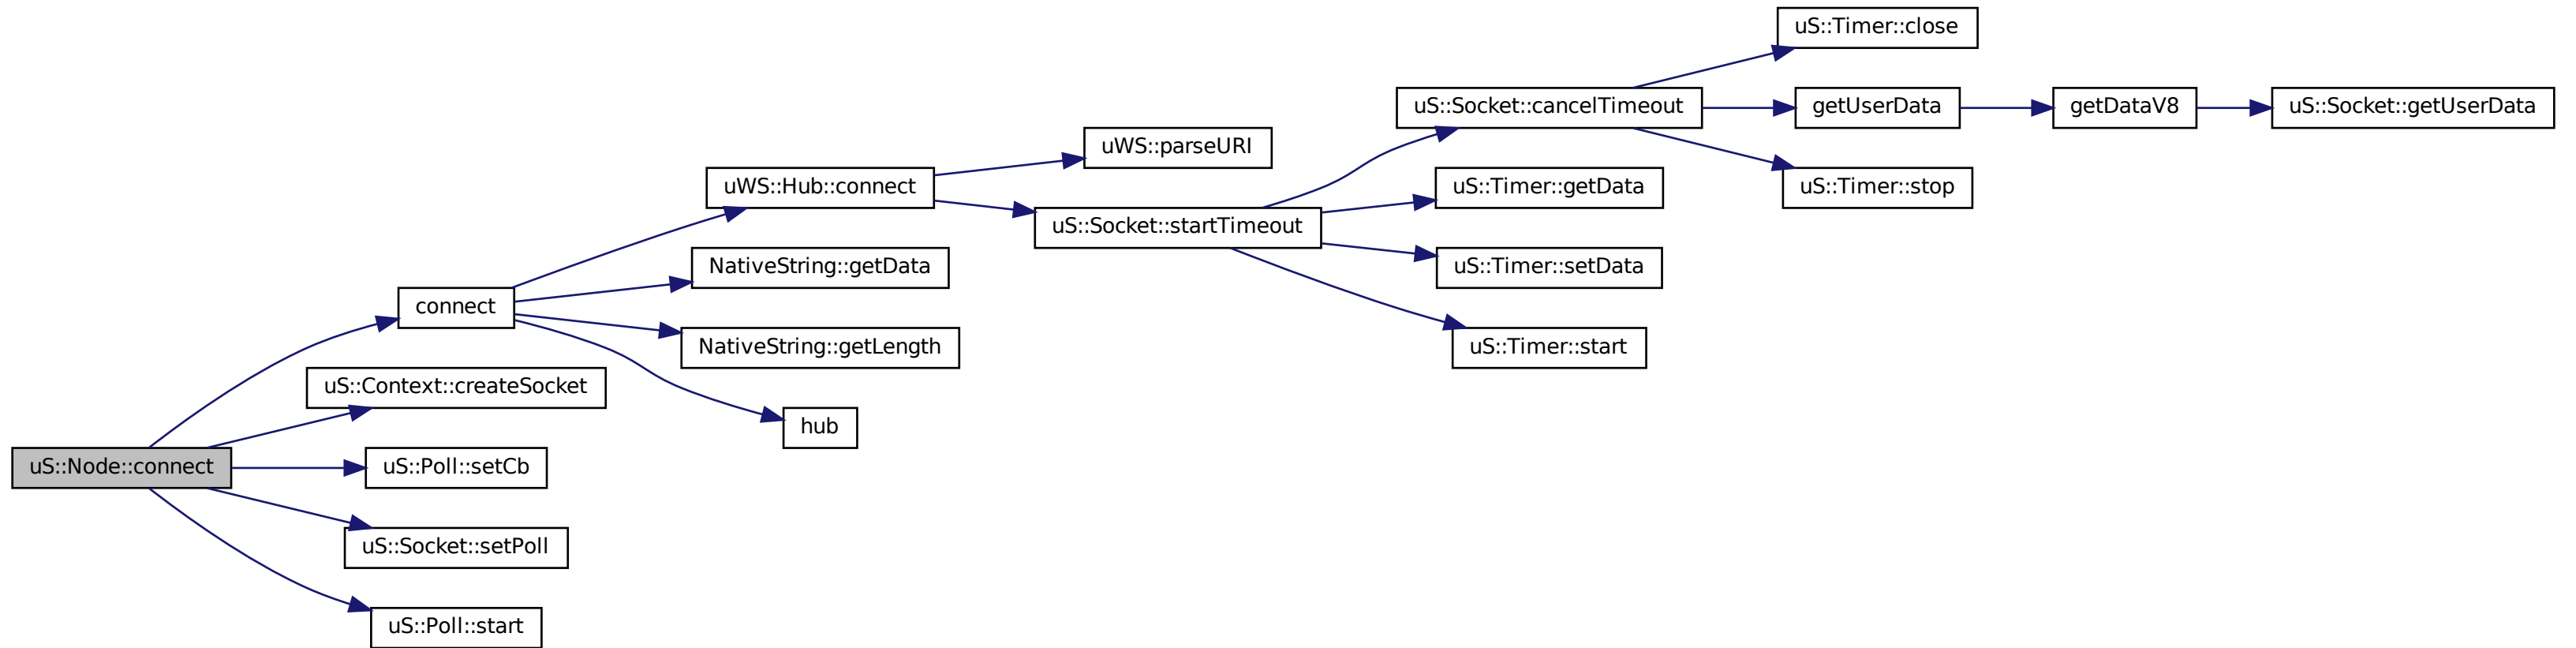 uS::Timer::close
uS::Socket::cancelTimeout
getUserData
getDataV8
uS::Socket::getUserData
uWS::parseURI
uWS::Hub::connect
uS::Timer::getData
uS::Timer::stop
uS::Socket::startTimeout
NativeString::getData
uS::Timer::setData
connect
NativeString::getLength
uS::Timer::start
uS::Context::createSocket
hub
uS::Node::connect
uS::Poll::setCb
uS::Socket::setPoll
uS::Poll::start